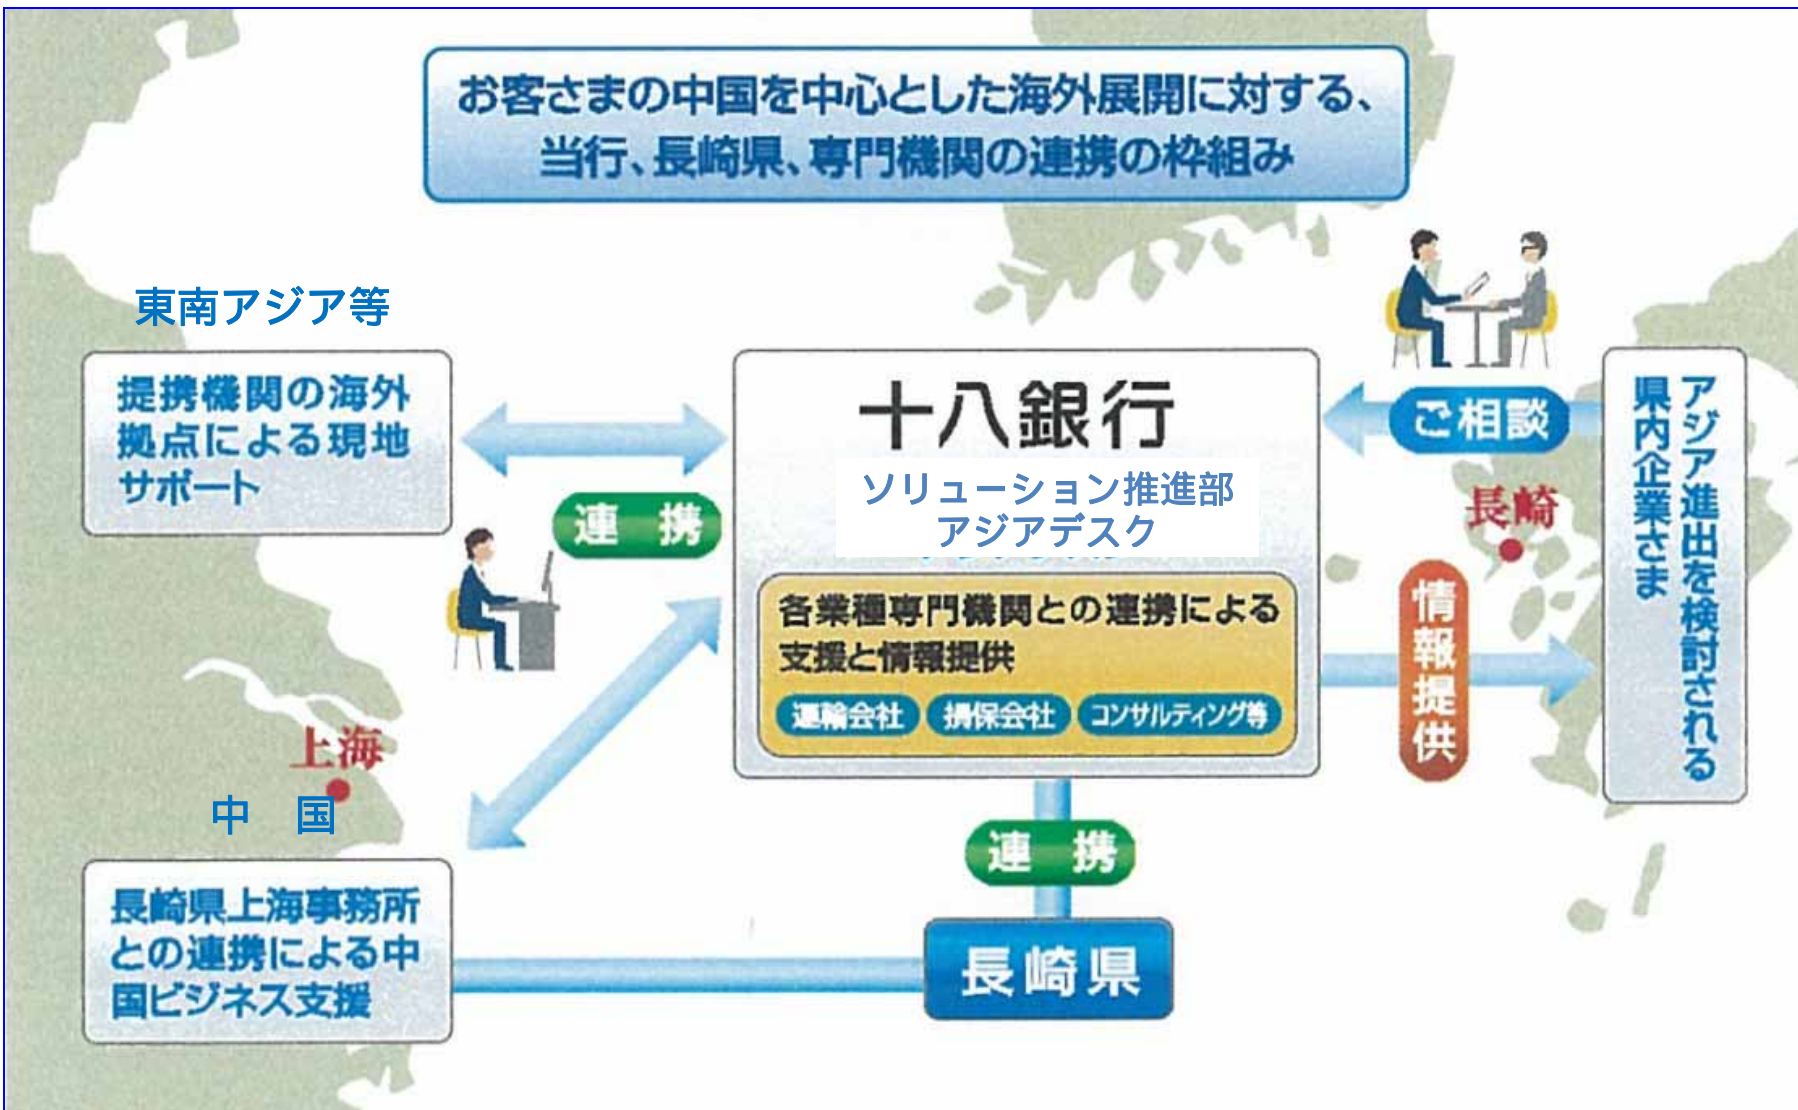 お客さまの中国を中心とした海外展開に対する、
当行、長崎県、専門機関の連携の枠組み
東南アジア等
提携機関の海外
拠点による現地
サポート
連携
十八銀行
ソリューション推進部
アジアデスク
各業種専門機関との連携による
支援と情報提供
運輸会社
損保会社
コンサルティング等
ご相談
長崎
情報提供
アジア進出を検討される
県内企業さま
上海
中国
長崎県上海事務所
との連携による中
国ビジネス支援
連携
長崎県